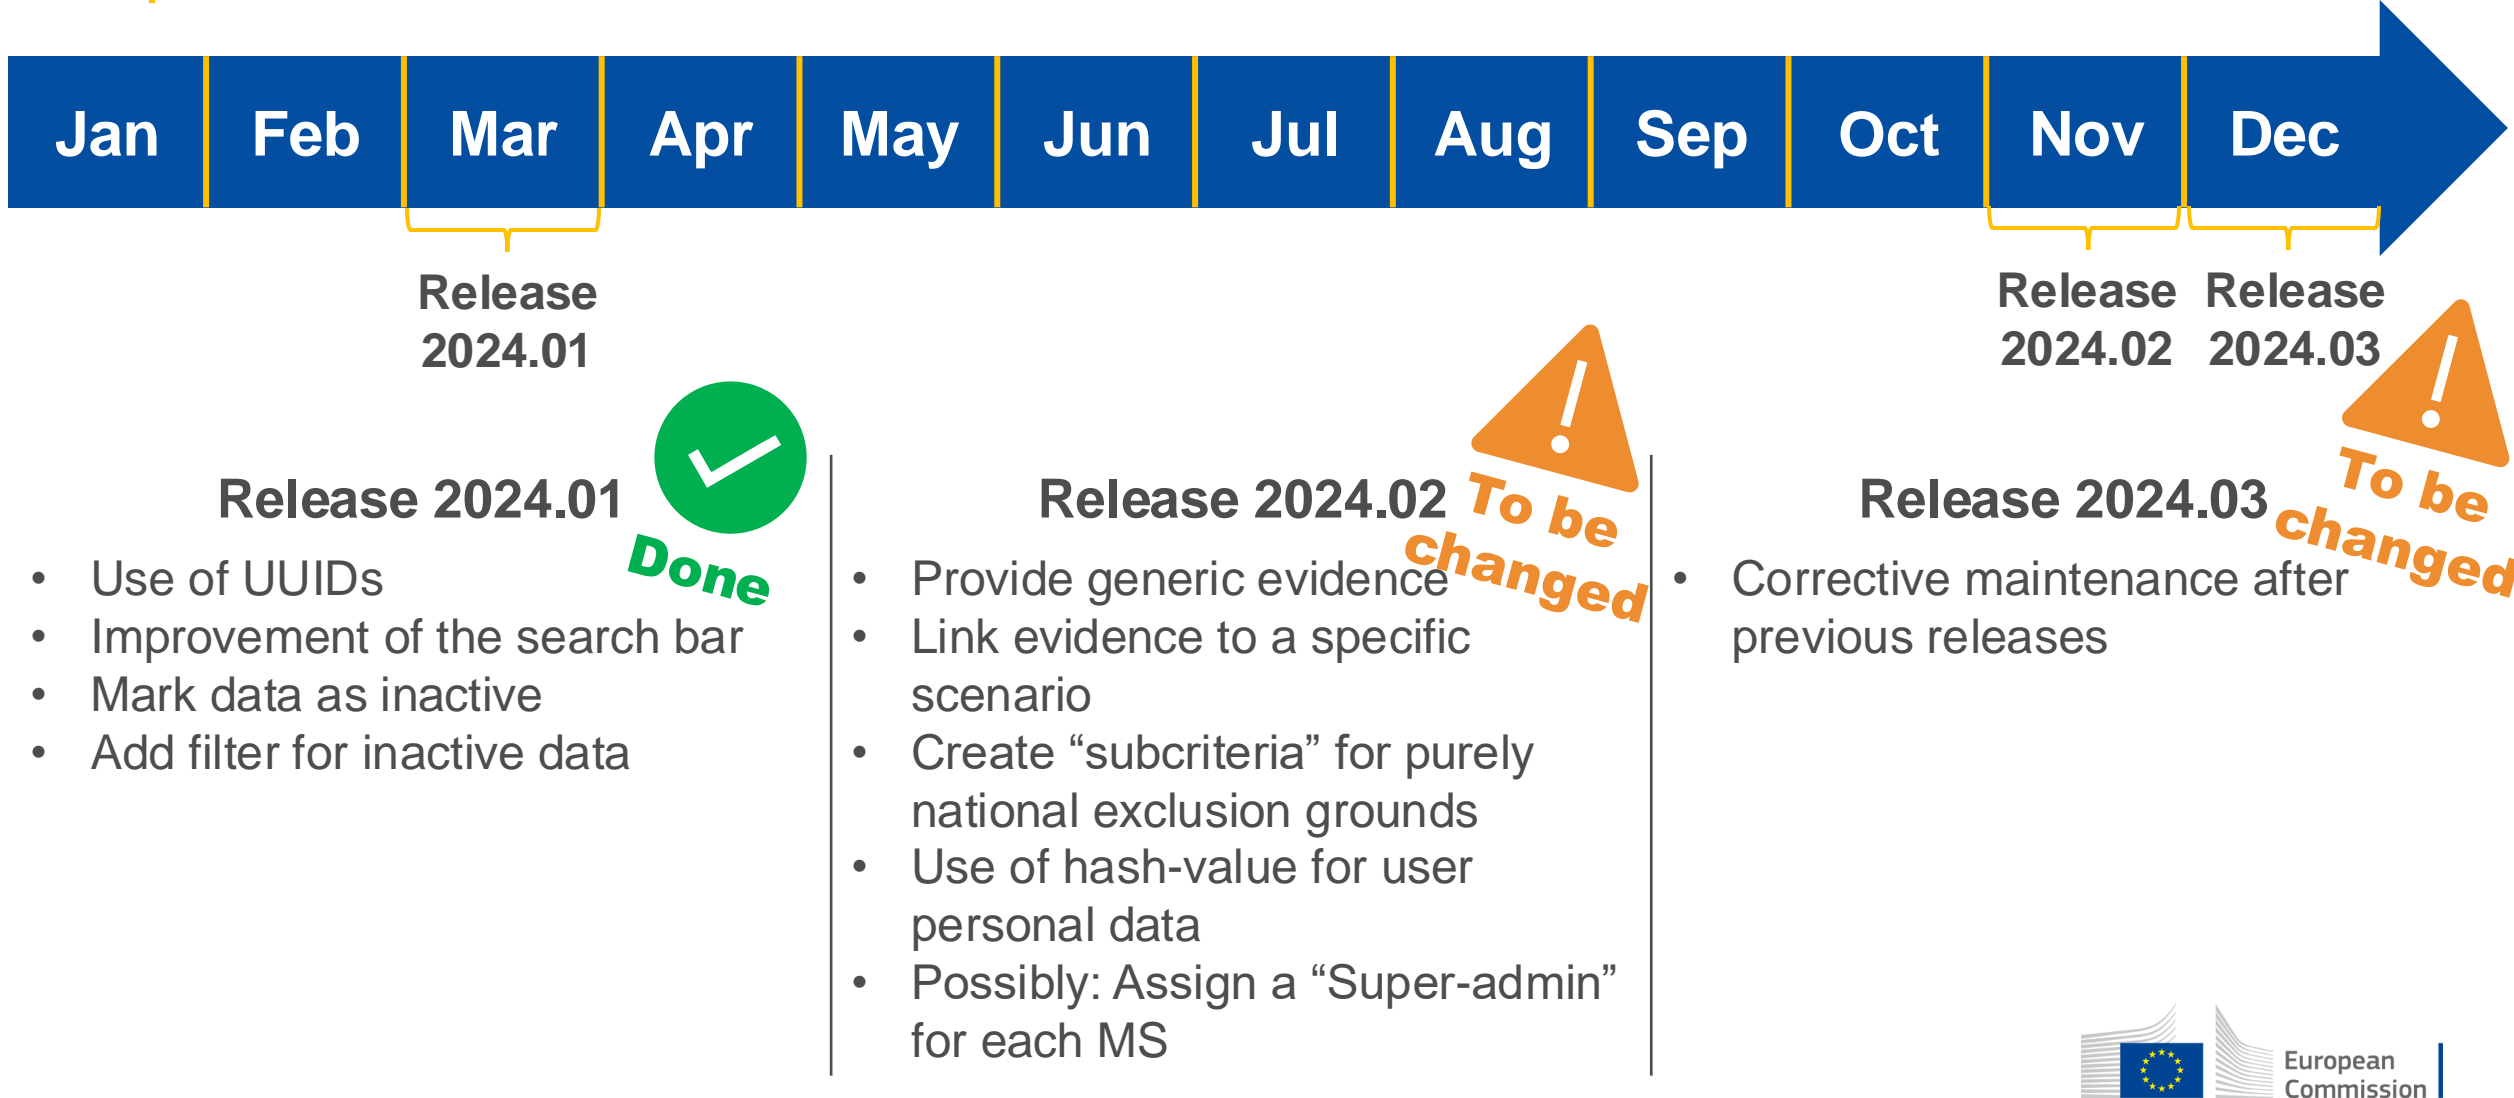 Jan Feb Mar Apr May Jun Jul Aug Sep Oct Nov Dec
Release
2024.01
Release
2024.02
Release
2024.03
Release 2024.01
Done
• Use of UUIDs
• Improvement of the search bar
• Mark data as inactive
• Add filter for inactive data
Release 2024.02
To be
changed
• Provide generic evidence
• Link evidence to a specific
scenario
• Create “subcriteria” for purely
national exclusion grounds
• Use of hash-value for user
personal data
• Possibly: Assign a “Super-admin”
for each MS
Release 2024.03
To be
changed
• Corrective maintenance after
previous releases
European
Commission